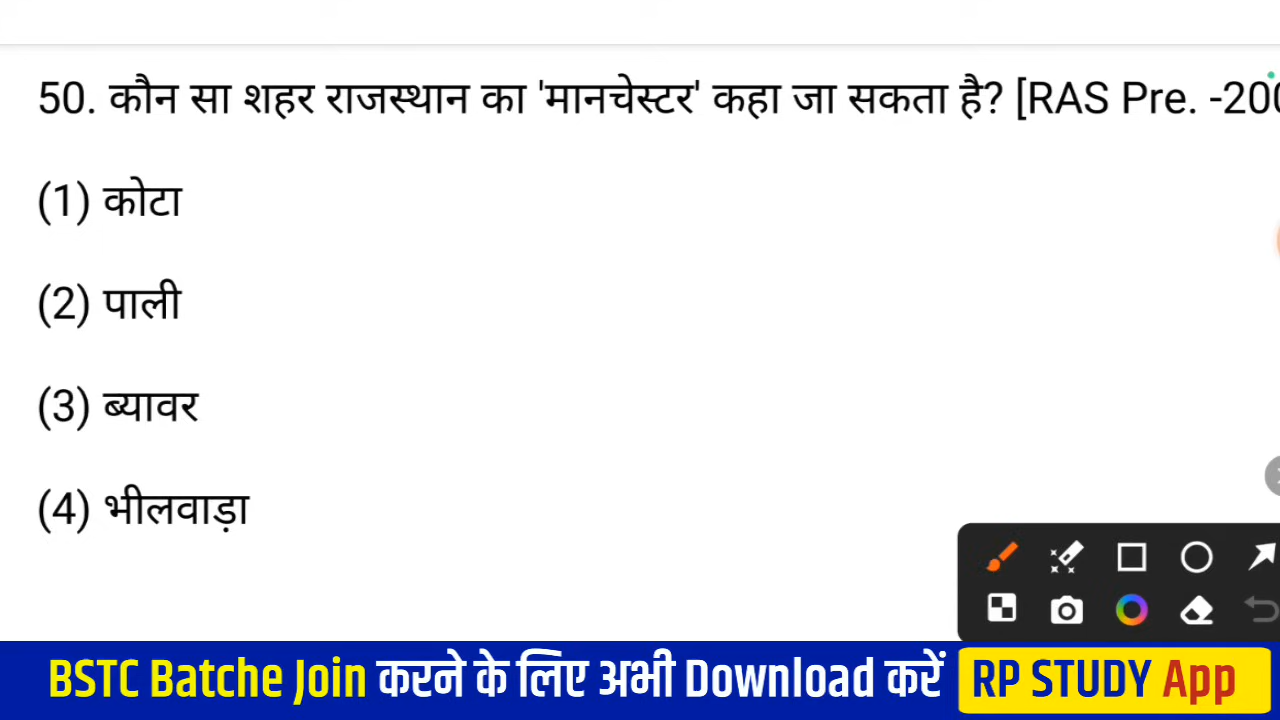 50. कौन सा शहर राजस्थान का 'मानचेस्टर' कहा जा सकता है? [RAS Pre.
(1) कोटा
(2) पाली
(3) ब्यावर
(4) भीलवाड़ा
BSTC Batche Join करने के लिए अभी Download करें RP STUDY App